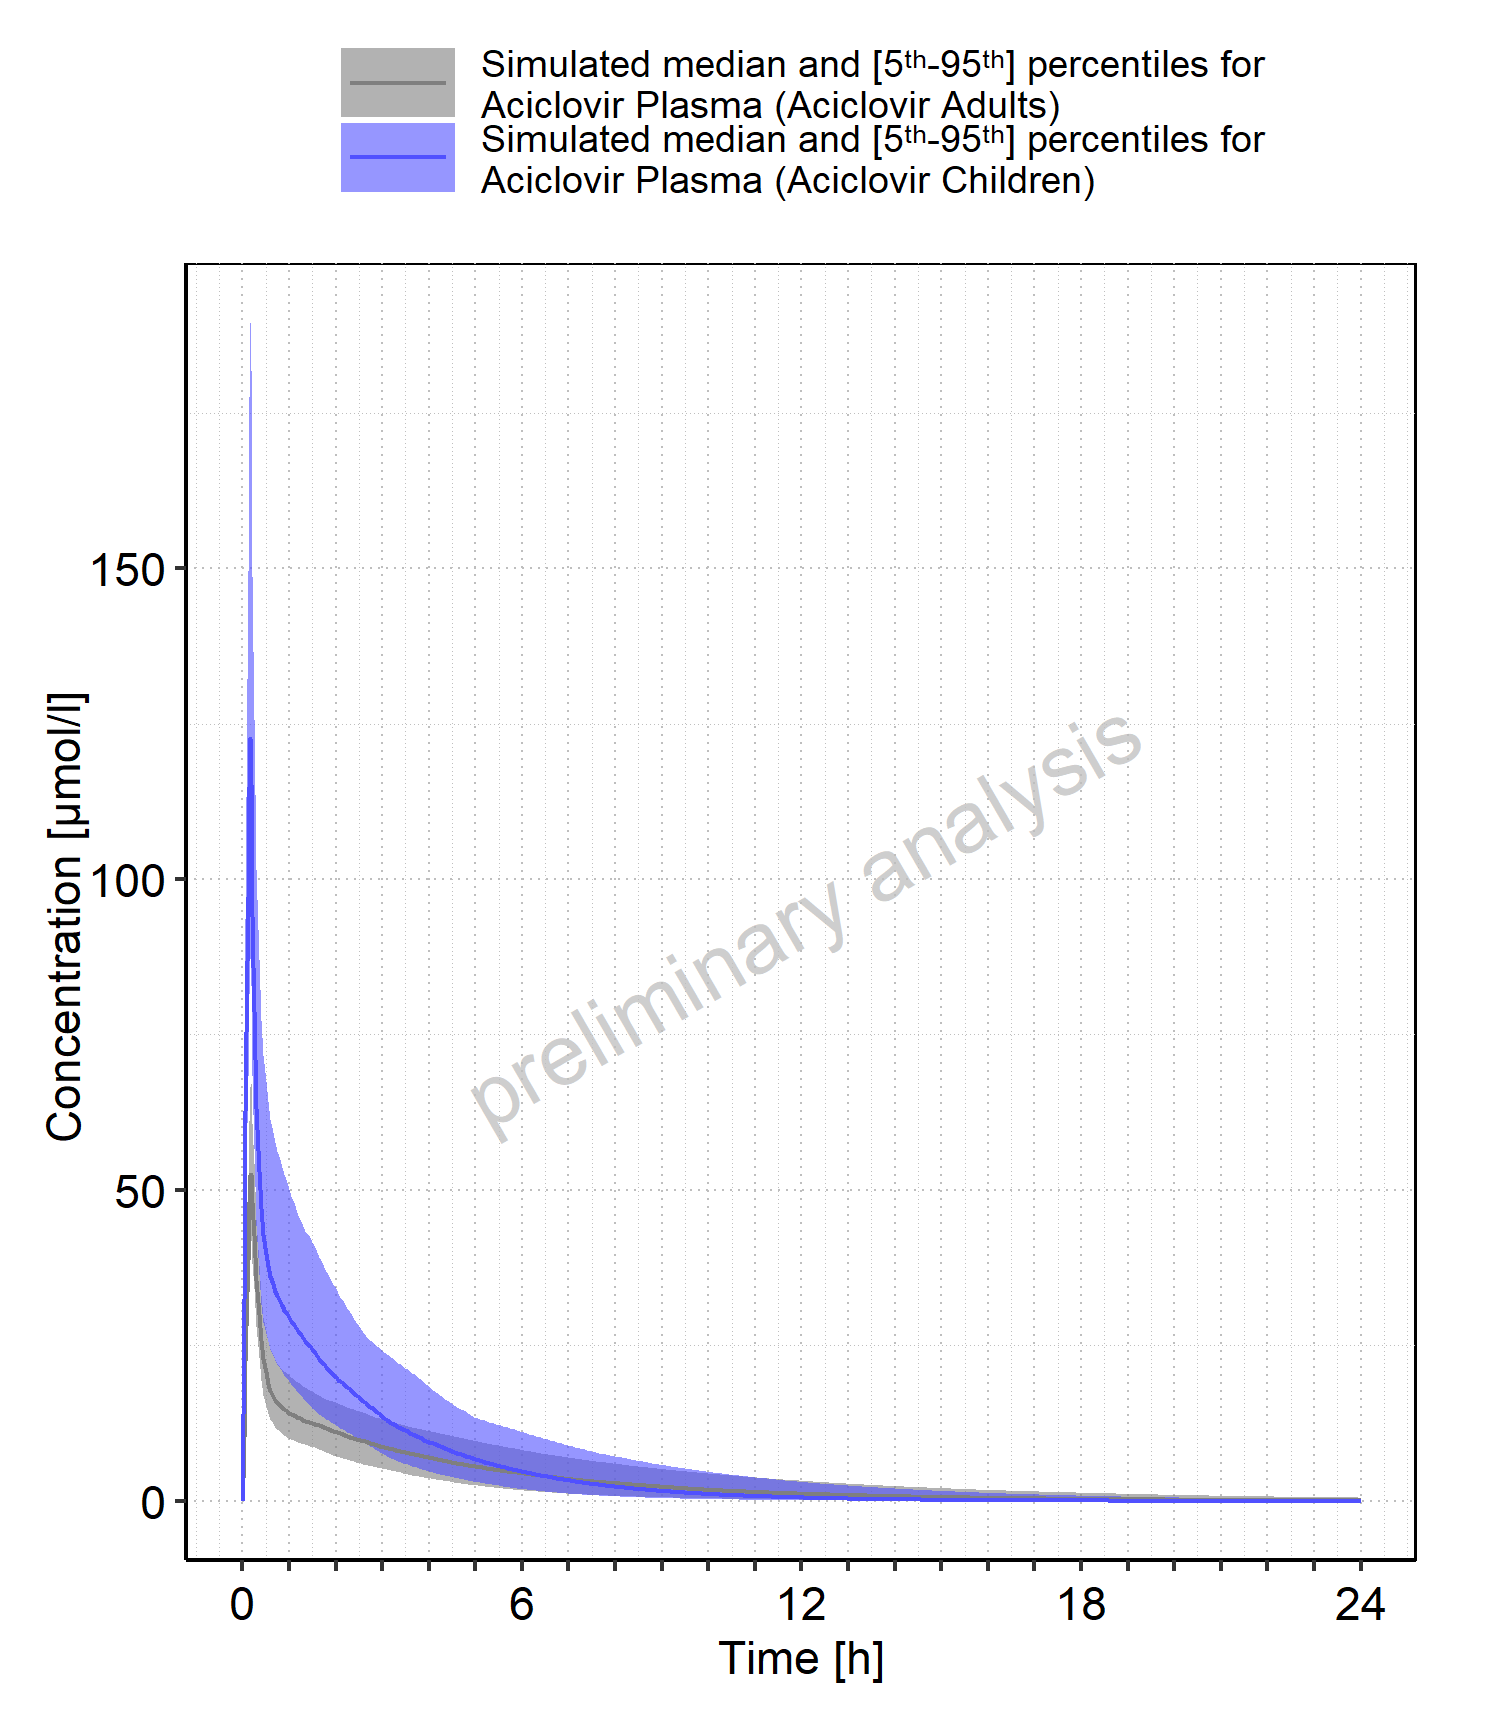 Simulated median and [5th-95th] percentiles for
Aciclovir Plasma (Aciclovir Adults)
Simulated median and [5th-95th] percentiles for
Aciclovir Plasma (Aciclovir Children)
150
100
50
0
Concentration [µmol/l]
preliminary analysis
0 6 12 18 24
Time [h]